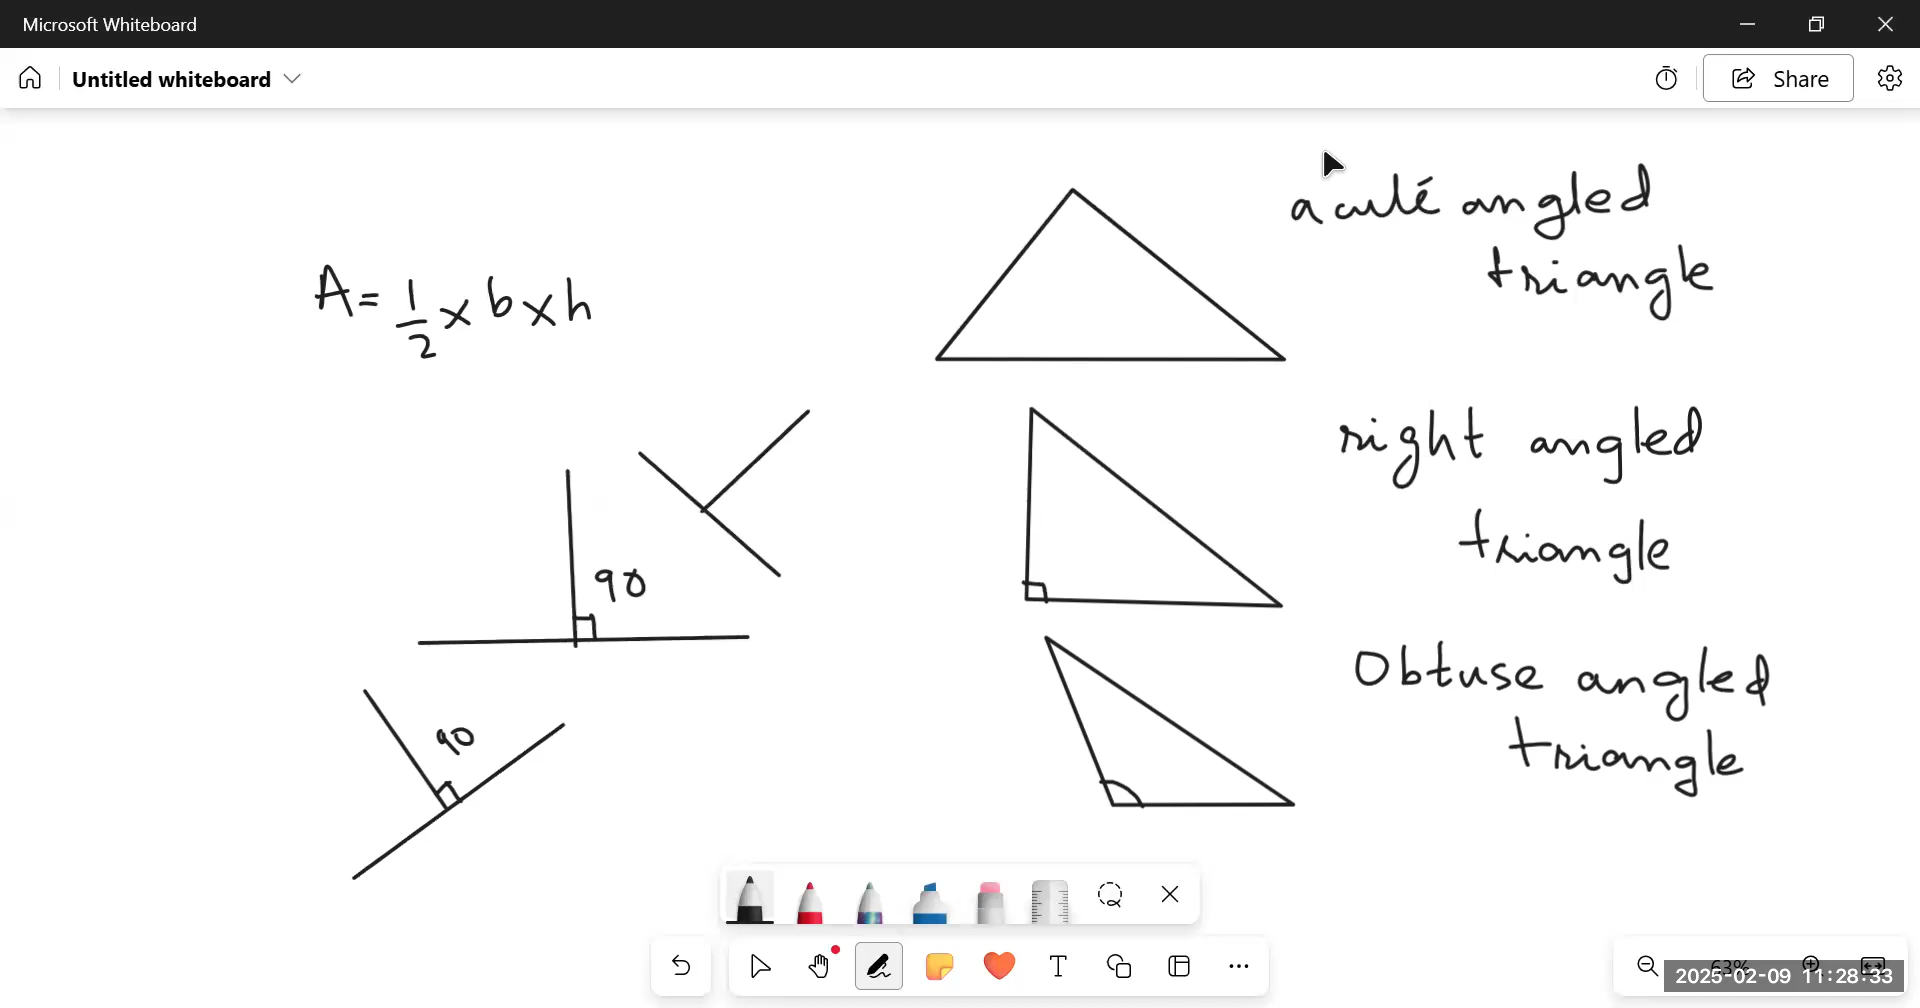 Microsoft Whiteboard
Untitled whiteboard
Share
A = 1/2 × b × h
acute angled
triangle
right angled
triangle
90
Obtuse angled
triangle
90
63%
2025-02-09 11:28:33